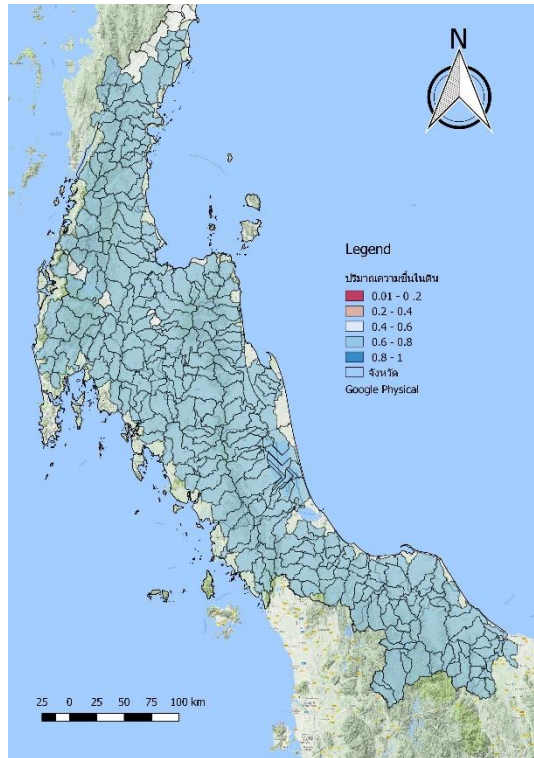 N
Legend
ปริมาณความชื้นในดิน
0.01 - 0 .2
0.2 - 0.4
0.4 - 0.6
0.6 - 0.8
0.8 - 1
จังหวัด
Google Physical
25 0 25 50 75 100 km